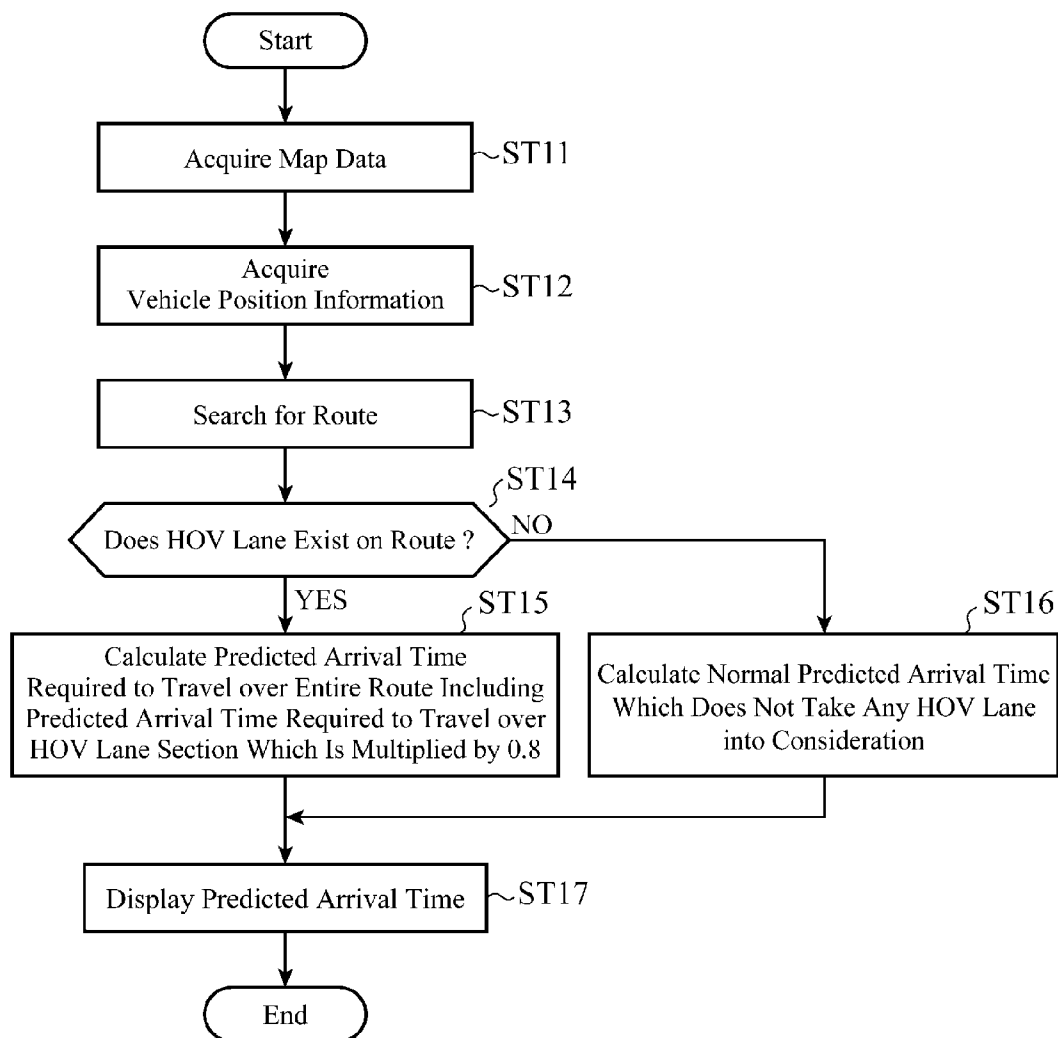 Start
Acquire Map Data
ST11
Acquire
Vehicle Position Information
ST12
Search for Route
ST13
ST14
Does HOV Lane Exist on Route ?
NO
YES
ST15
Calculate Predicted Arrival Time
Required to Travel over Entire Route Including
Predicted Arrival Time Required to Travel over
HOV Lane Section Which Is Multiplied by 0.8
ST16
Calculate Normal Predicted Arrival Time
Which Does Not Take Any HOV Lane
into Consideration
Display Predicted Arrival Time
ST17
End